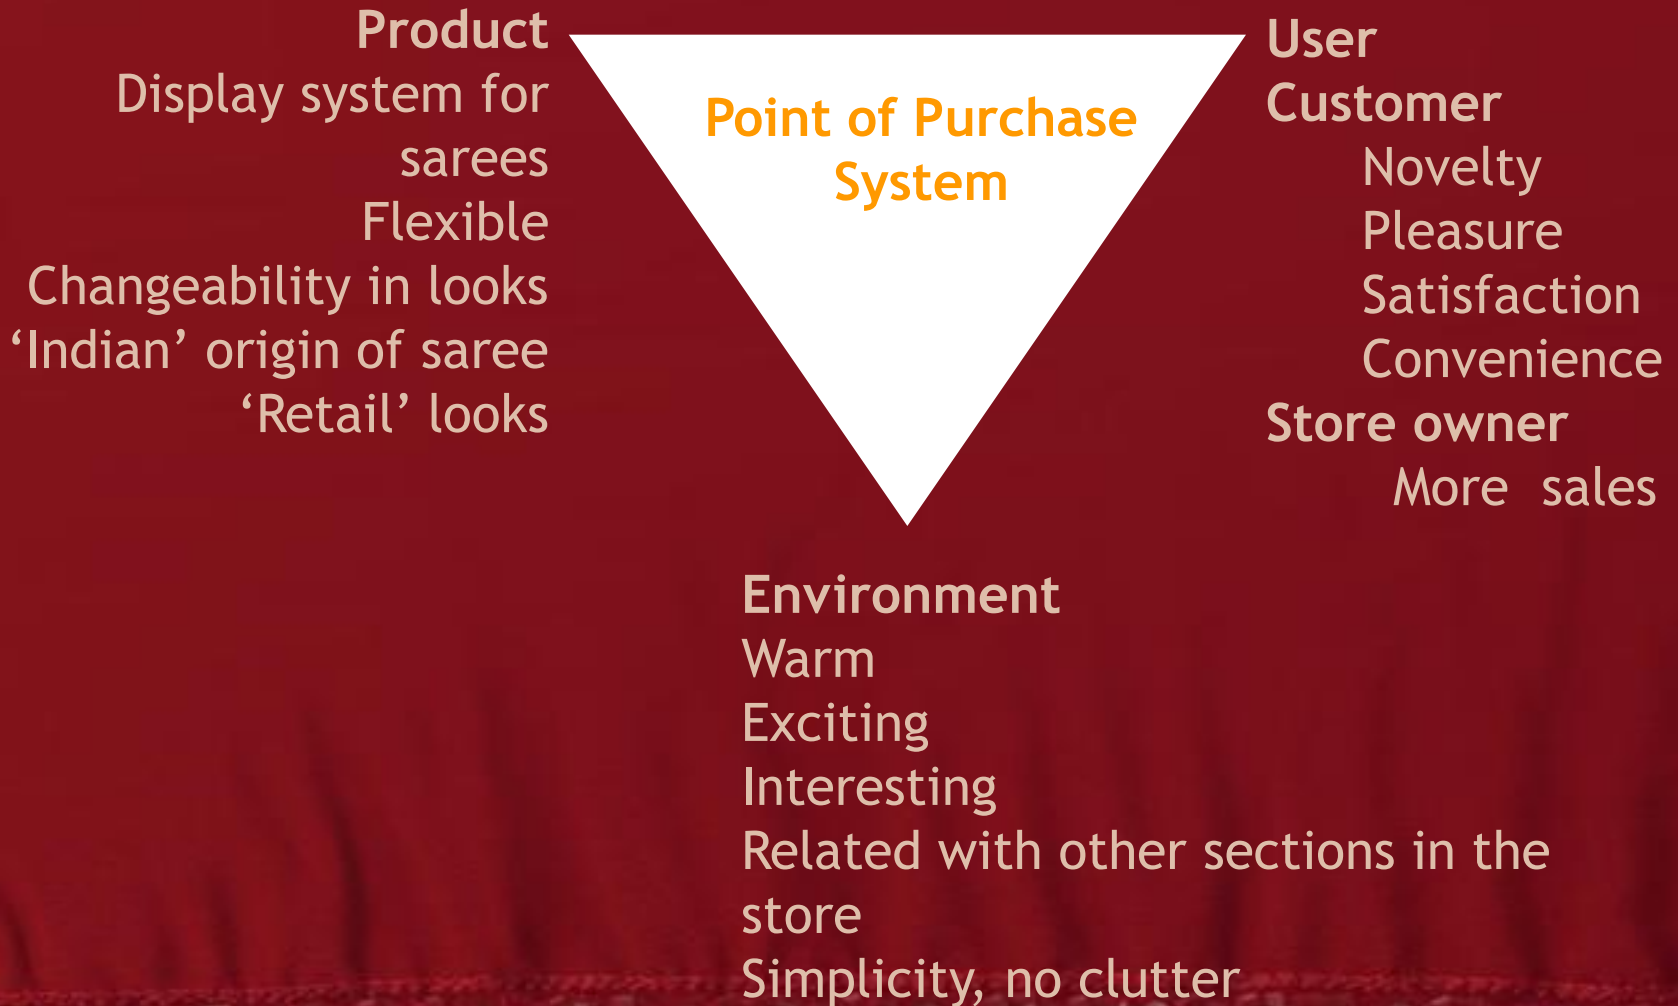 Product
Display system for
sarees
Flexible
Changeability in looks
‘Indian’ origin of saree
‘Retail’ looks
Point of Purchase
System
User
Customer
Novelty
Pleasure
Satisfaction
Convenience
Store owner
More sales
Environment
Warm
Exciting
Interesting
Related with other sections in the
store
Simplicity, no clutter